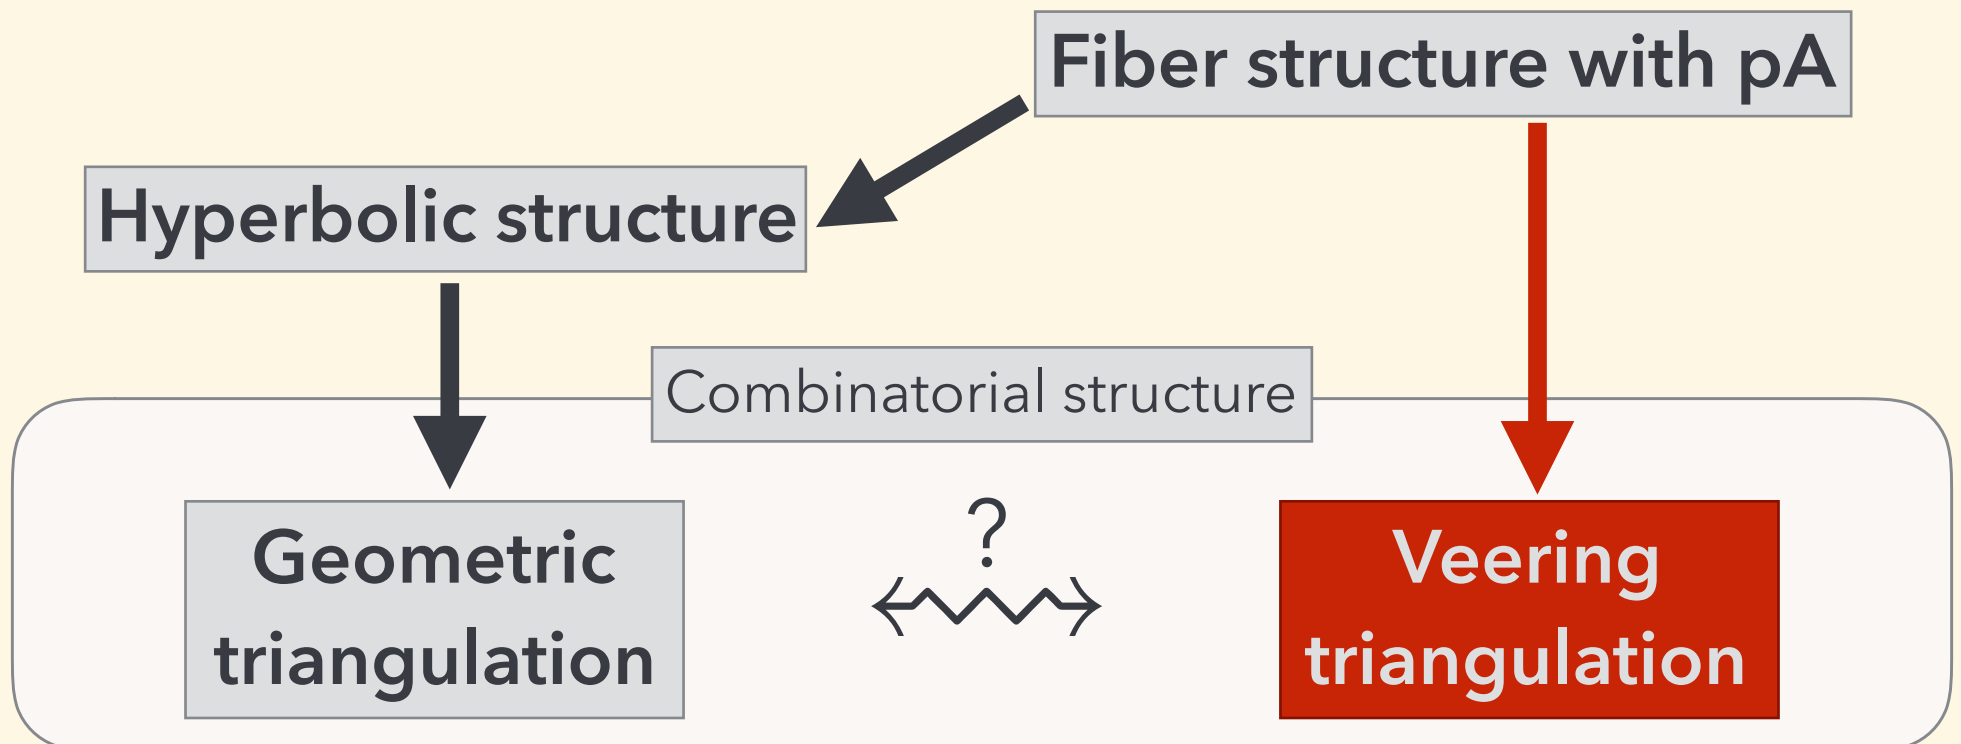 Fiber structure with pA
Hyperbolic structure
Combinatorial structure
Geometric
triangulation
?
Veering
triangulation